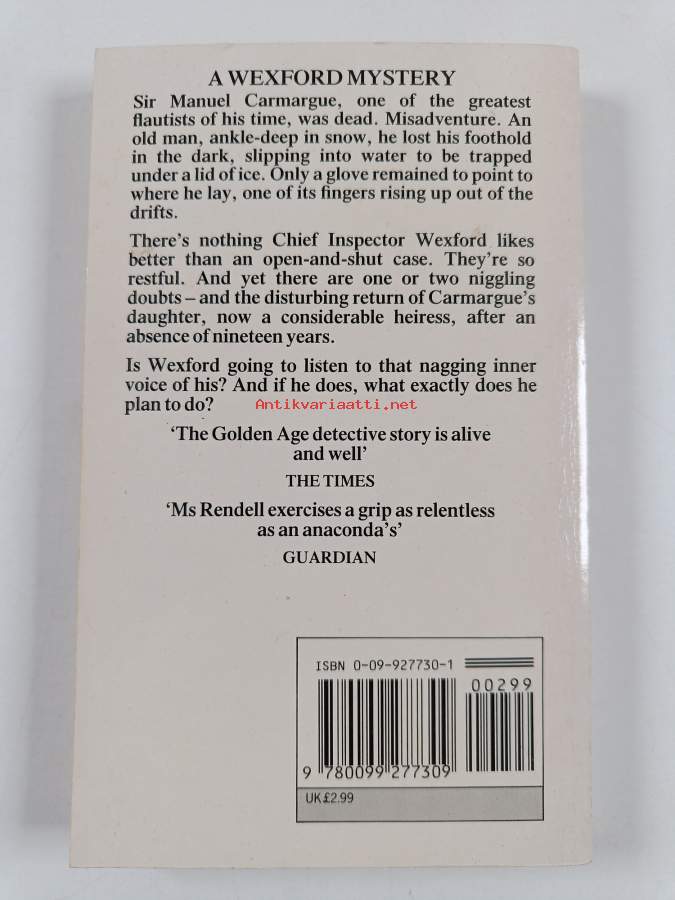 A WEXFORD MYSTERY
Sir Manuel Carmargue, one of the greatest
flautists of his time, was dead. Misadventure. An
old man, ankle-deep in snow, he lost his foothold
in the dark, slipping into water to be trapped
under a lid of ice. Only a glove remained to point to
where he lay, one of its fingers rising up out of the
drifts.
There's nothing Chief Inspector Wexford likes
better than an open-and-shut case. They're so
restful. And yet there are one or two niggling
doubts – and the disturbing return of Carmargue's
daughter, now a considerable heiress, after an
absence of nineteen years.
Is Wexford going to listen to that nagging inner
voice of his? And if he does, what exactly does he
plan to do?
Antikvariaatti.net
‘The Golden Age detective story is alive
and well’
THE TIMES
‘Ms Rendell exercises a grip as relentless
as an anaconda's’
GUARDIAN
ISBN 0-09-927730-1
00299
9 780099 277309
UK£2.99